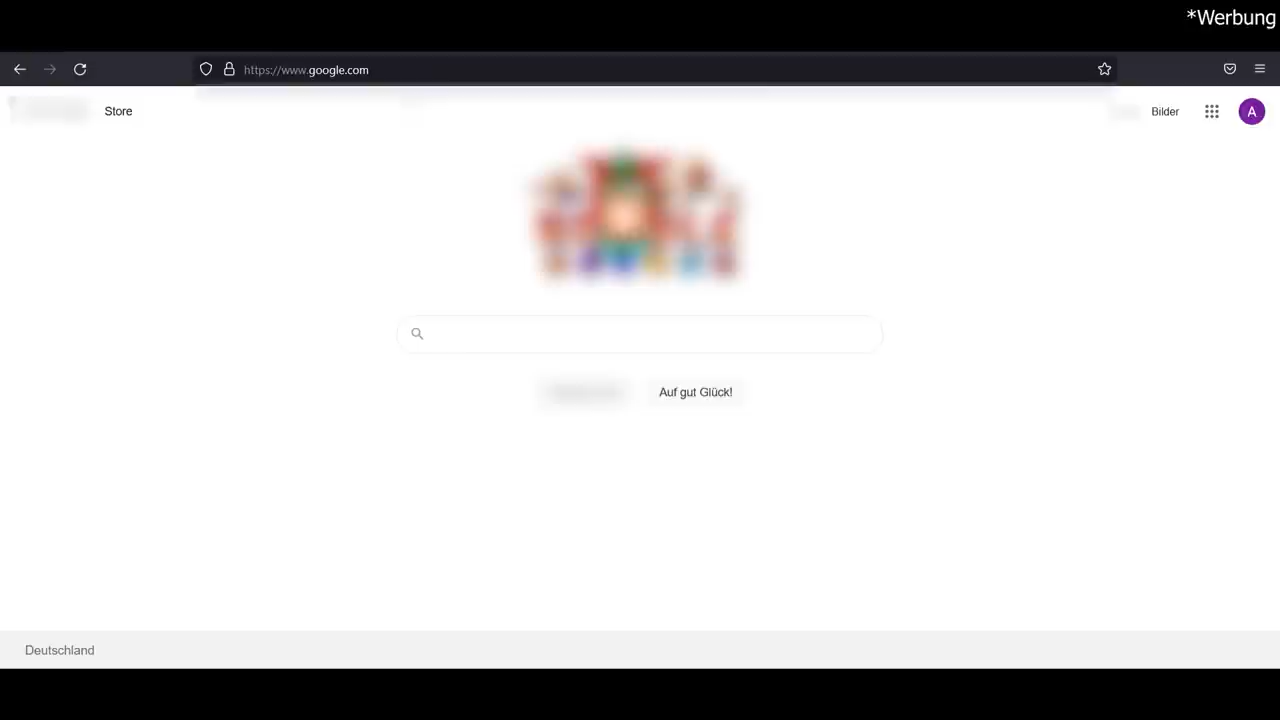 *Werbung
https://www.google.com
Store
Bilder
A
Auf gut Glück!
Deutschland